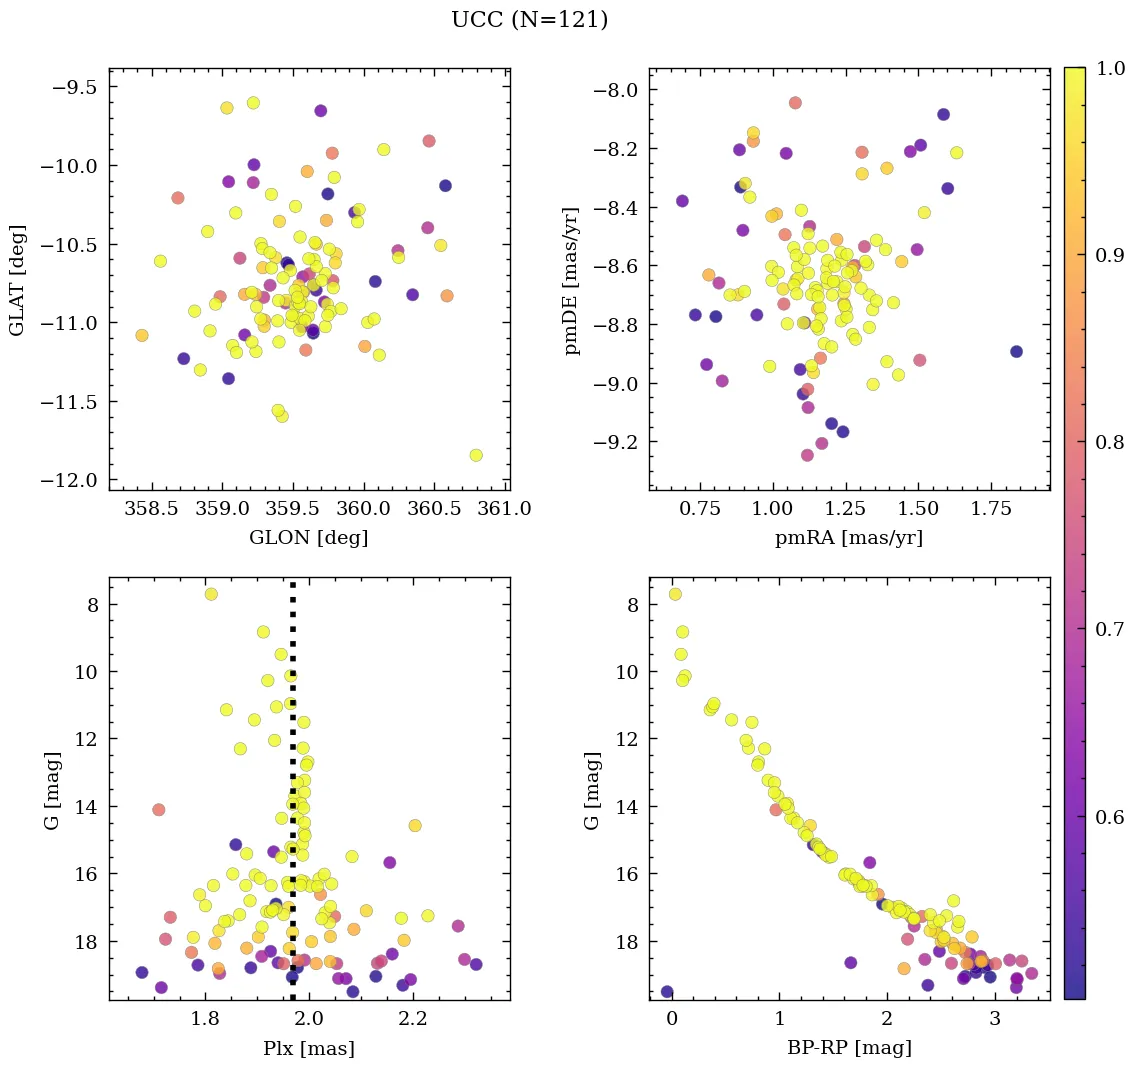 UCC (N=121)
−9.5
−10.0
−10.5
−11.0
−11.5
−12.0
358.5 359.0 359.5 360.0 360.5 361.0
GLON [deg]
GLAT [deg]
−8.0
−8.2
−8.4
−8.6
−8.8
−9.0
−9.2
0.75 1.00 1.25 1.50 1.75
pmRA [mas/yr]
pmDE [mas/yr]
1.0
0.9
0.8
0.7
0.6
8
10
12
14
16
18
1.8 2.0 2.2
Plx [mas]
G [mag]
8
10
12
14
16
18
0 1 2 3
BP-RP [mag]
G [mag]